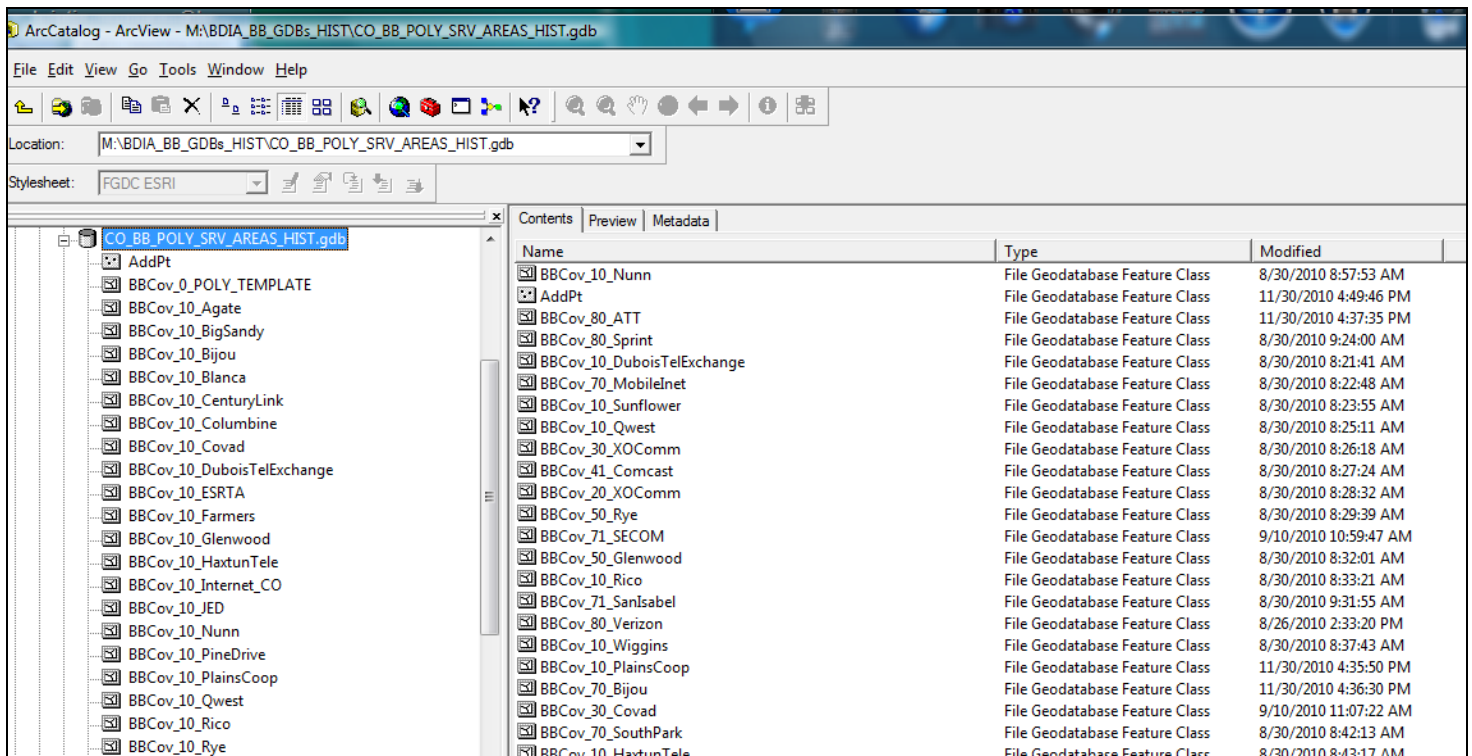 ArcCatalog - ArcView - M:\BDIA_BB_GDBs_HIST\CO_BB_POLY_SRV_AREAS_HIST.gdb
File Edit View Go Tools Window Help
Location: M:\BDIA_BB_GDBs_HIST\CO_BB_POLY_SRV_AREAS_HIST.gdb
Stylesheet: FGDC ESRI
CO_BB_POLY_SRV_AREAS_HIST.gdb
AddPt
BBCov_0_POLY_TEMPLATE
BBCov_10_Agate
BBCov_10_BigSandy
BBCov_10_Bijou
BBCov_10_Blanca
BBCov_10_CenturyLink
BBCov_10_Columbine
BBCov_10_Covad
BBCov_10_DuboisTelExchange
BBCov_10_ESRTA
BBCov_10_Farmers
BBCov_10_Glenwood
BBCov_10_HaxtunTele
BBCov_10_Internet_CO
BBCov_10_JED
BBCov_10_Nunn
BBCov_10_PineDrive
BBCov_10_PlainsCoop
BBCov_10_Qwest
BBCov_10_Rico
BBCov_10_Rye
Contents Preview Metadata
Name Type Modified
BBCov_10_Nunn File Geodatabase Feature Class 8/30/2010 8:57:53 AM
AddPt File Geodatabase Feature Class 11/30/2010 4:49:46 PM
BBCov_80_ATT File Geodatabase Feature Class 11/30/2010 4:37:35 PM
BBCov_80_Sprint File Geodatabase Feature Class 8/30/2010 9:24:00 AM
BBCov_10_DuboisTelExchange File Geodatabase Feature Class 8/30/2010 8:21:41 AM
BBCov_70_MobileInet File Geodatabase Feature Class 8/30/2010 8:22:48 AM
BBCov_10_Sunflower File Geodatabase Feature Class 8/30/2010 8:23:55 AM
BBCov_10_Qwest File Geodatabase Feature Class 8/30/2010 8:25:11 AM
BBCov_30_XOComm File Geodatabase Feature Class 8/30/2010 8:26:18 AM
BBCov_41_Comcast File Geodatabase Feature Class 8/30/2010 8:27:24 AM
BBCov_20_XOComm File Geodatabase Feature Class 8/30/2010 8:28:32 AM
BBCov_50_Rye File Geodatabase Feature Class 8/30/2010 8:29:39 AM
BBCov_71_SECOM File Geodatabase Feature Class 9/10/2010 10:59:47 AM
BBCov_50_Glenwood File Geodatabase Feature Class 8/30/2010 8:32:01 AM
BBCov_10_Rico File Geodatabase Feature Class 8/30/2010 8:33:21 AM
BBCov_71_SanIsabel File Geodatabase Feature Class 8/30/2010 9:31:55 AM
BBCov_80_Verizon File Geodatabase Feature Class 8/26/2010 2:33:20 PM
BBCov_10_Wiggins File Geodatabase Feature Class 8/30/2010 8:37:43 AM
BBCov_10_PlainsCoop File Geodatabase Feature Class 11/30/2010 4:35:50 PM
BBCov_70_Bijou File Geodatabase Feature Class 11/30/2010 4:36:30 PM
BBCov_30_Covad File Geodatabase Feature Class 9/10/2010 11:07:22 AM
BBCov_70_SouthPark File Geodatabase Feature Class 8/30/2010 8:42:13 AM
BBCov_10_HaxtunTele File Geodatabase Feature Class 8/30/2010 8:43:17 AM